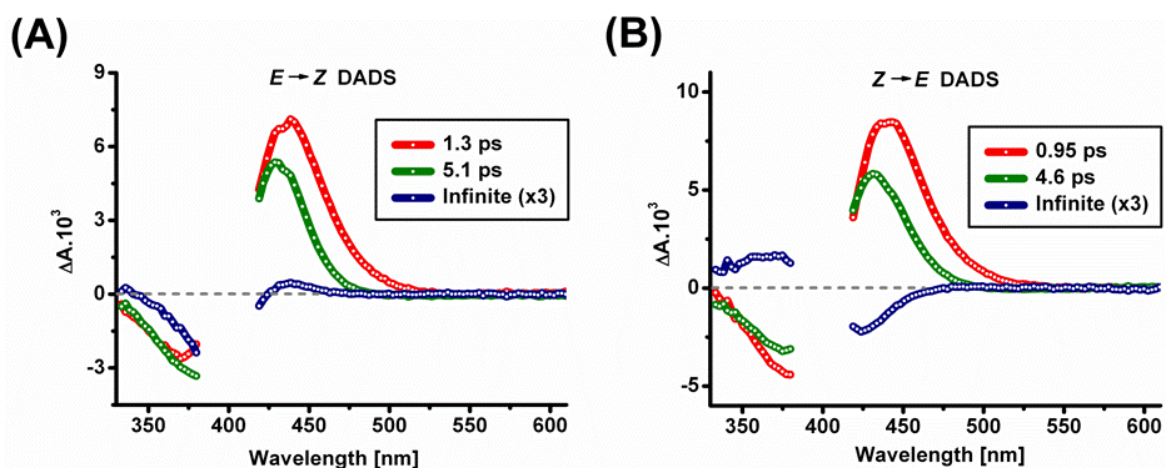 (A)
E → Z DADS
1.3 ps
5.1 ps
Infinite (x3)
9
6
3
0
-3
ΔA.10³
350 400 450 500 550 600
Wavelength [nm]
(B)
Z → E DADS
0.95 ps
4.6 ps
Infinite (x3)
10
5
0
-5
ΔA.10³
350 400 450 500 550 600
Wavelength [nm]